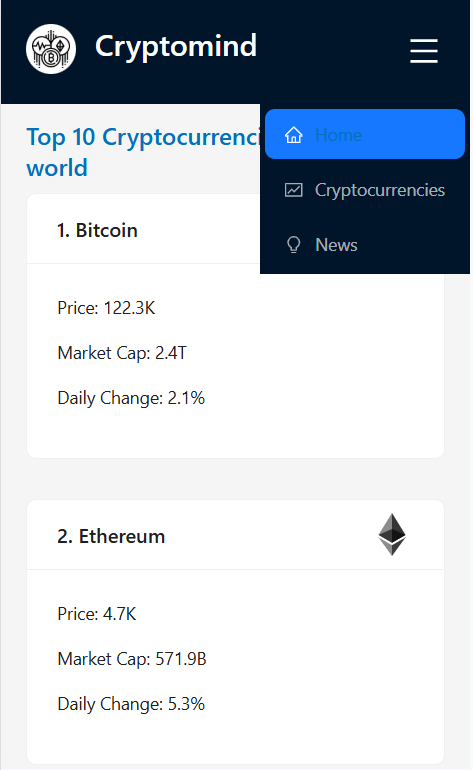 Cryptomind
Home
Cryptocurrencies
News
Top 10
world
1. Bitcoin
Price: 122.3K
Market Cap: 2.4T
Daily Change: 2.1%
2. Ethereum
Price: 4.7K
Market Cap: 571.9B
Daily Change: 5.3%